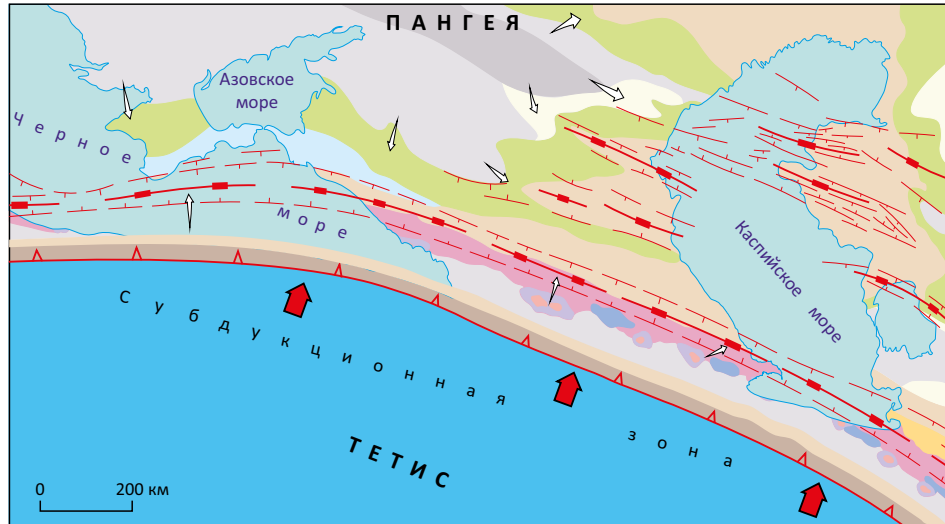 ПАНГЕЯ
Азовское
море
Черное
море
Каспийское море
Субдукционная
зона
ТЕТИС
0 200 км